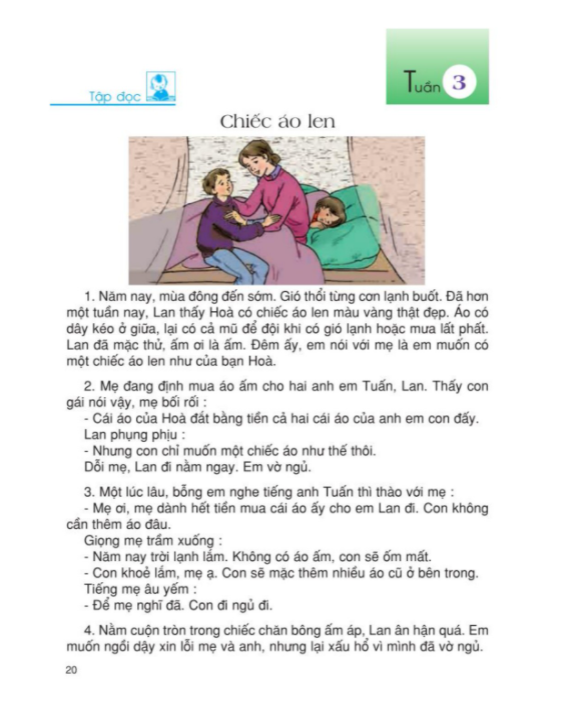 Tuần 3
Tập đọc
Chiếc áo len
1. Năm nay, mùa đông đến sớm. Gió thổi từng cơn lạnh buốt. Đã hơn
một tuần nay, Lan thấy Hoà có chiếc áo len màu vàng thật đẹp. Áo có
dây kéo ở giữa, lại có cả mũ để đội khi có gió lạnh hoặc mưa lất phất.
Lan đã mặc thử, ấm ơi là ấm. Đêm ấy, em nói với mẹ là em muốn có
một chiếc áo len như của bạn Hoà.
2. Mẹ đang định mua áo ấm cho hai anh em Tuấn, Lan. Thấy con
gái nói vậy, mẹ bối rối :
- Cái áo của Hoà đắt bằng tiền cả hai cái áo của anh em con đấy.
Lan phụng phịu :
- Nhưng con chỉ muốn một chiếc áo như thế thôi.
Dỗi mẹ, Lan đi nằm ngay. Em vờ ngủ.
3. Một lúc lâu, bỗng em nghe tiếng anh Tuấn thì thào với mẹ :
- Mẹ ơi, mẹ dành hết tiền mua cái áo ấy cho em Lan đi. Con không
cần thêm áo đâu.
Giọng mẹ trầm xuống :
- Năm nay trời lạnh lắm. Không có áo ấm, con sẽ ốm mất.
- Con khoẻ lắm, mẹ ạ. Con sẽ mặc thêm nhiều áo cũ ở bên trong.
Tiếng mẹ âu yếm :
- Để mẹ nghĩ đã. Con đi ngủ đi.
4. Nằm cuộn tròn trong chiếc chăn bông ấm áp, Lan ân hận quá. Em
muốn ngồi dậy xin lỗi mẹ và anh, nhưng lại xấu hổ vì mình đã vờ ngủ.
20